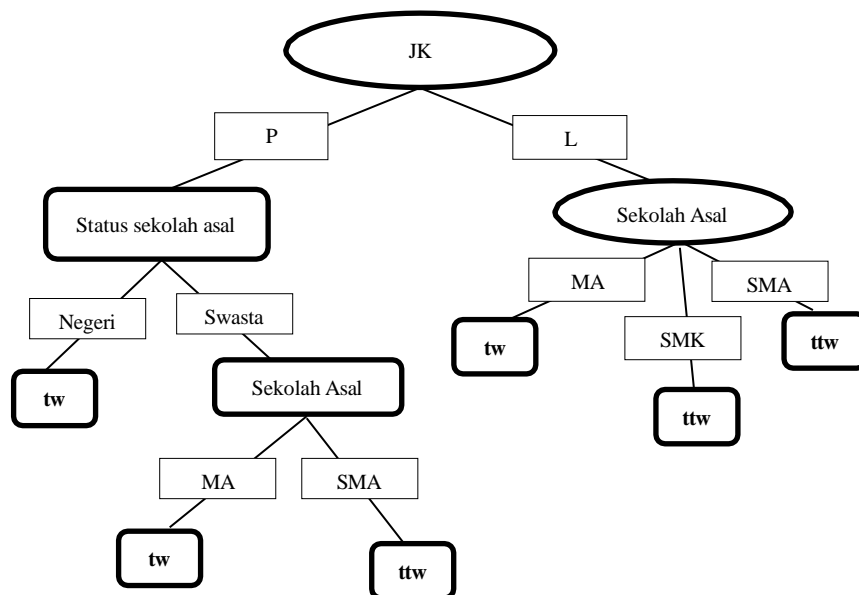 JK
P
L
Status sekolah asal
Sekolah Asal
MA
SMA
Negeri
Swasta
SMK
tw
ttw
tw
Sekolah Asal
ttw
MA
SMA
tw
ttw